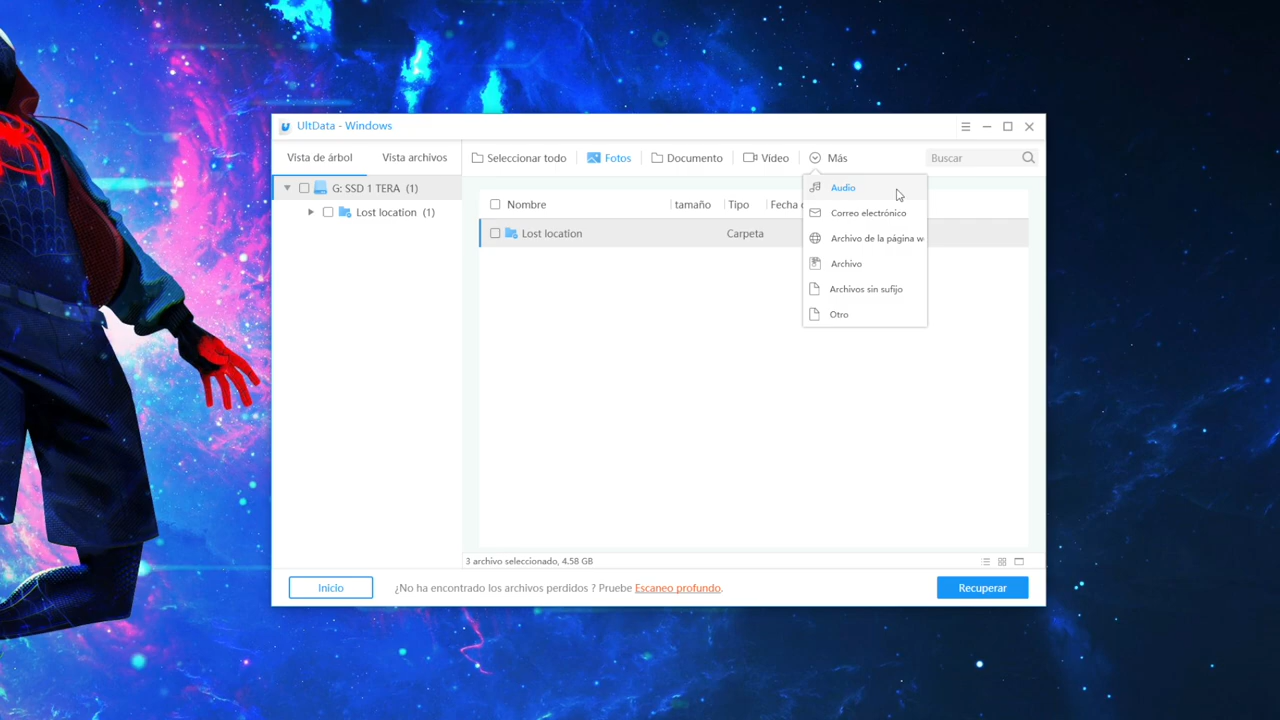 UltData - Windows
Vista de árbol
Vista archivos
Seleccionar todo
Fotos
Documento
Vídeo
Más
Buscar
G: SSD 1 TERA (1)
Lost location (1)
Nombre
tamaño
Tipo
Fecha
Lost location
Carpeta
Audio
Correo electrónico
Archivo de la página w
Archivo
Archivos sin sufijo
Otro
3 archivo seleccionado, 4.58 GB
Inicio
¿No ha encontrado los archivos perdidos ? Pruebe Escaneo profundo.
Recuperar